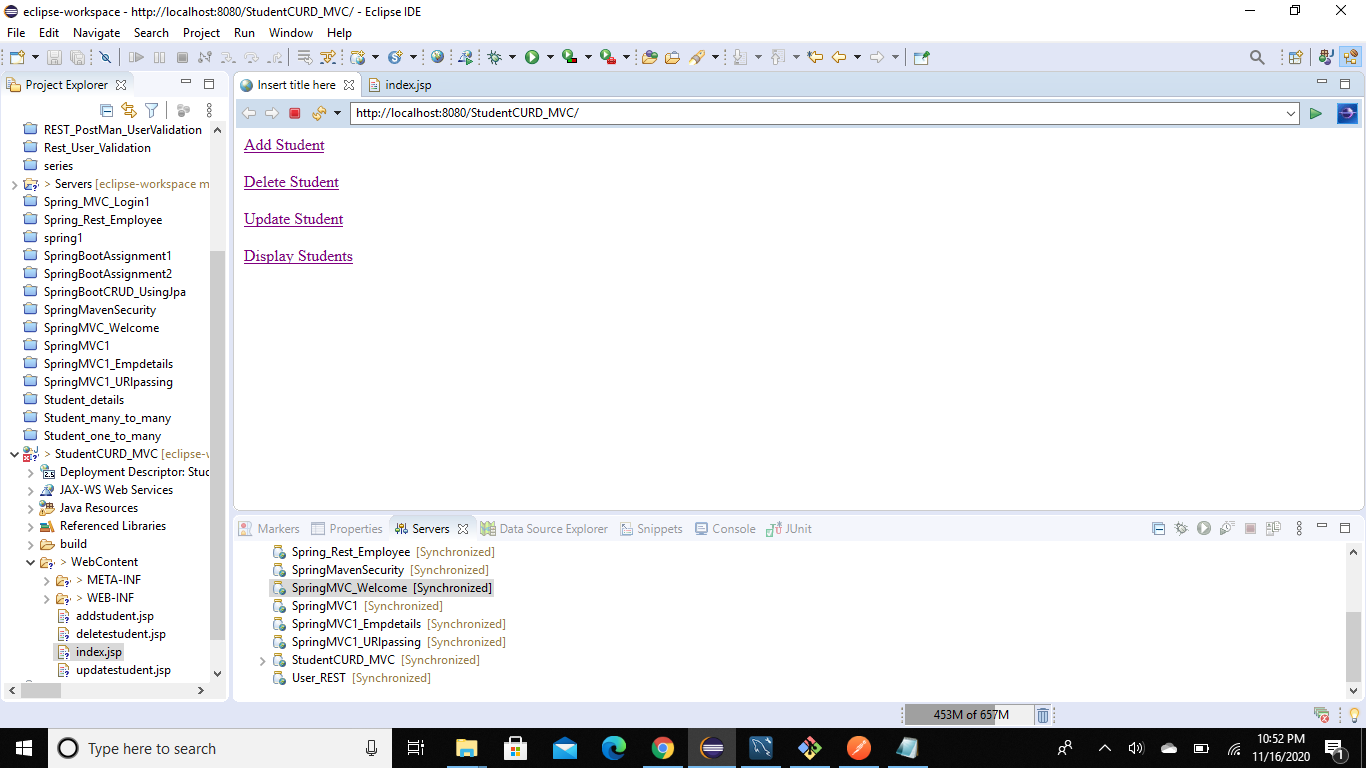 eclipse-workspace - http://localhost:8080/StudentCURD_MVC/ - Eclipse IDE
File Edit Navigate Search Project Run Window Help
Project Explorer
Insert title here
index.jsp
http://localhost:8080/StudentCURD_MVC/
REST_PostMan_UserValidation
Rest_User_Validation
series
> Servers [eclipse-workspace m
Spring_MVC_Login1
Spring_Rest_Employee
spring1
SpringBootAssignment1
SpringBootAssignment2
SpringBootCRUD_UsingJpa
SpringMavenSecurity
SpringMVC_Welcome
SpringMVC1
SpringMVC1_Empdetails
SpringMVC1_URIpassing
Student_details
Student_many_to_many
Student_one_to_many
> StudentCURD_MVC [eclipse-v
Deployment Descriptor: Stud
JAX-WS Web Services
Java Resources
Referenced Libraries
build
> WebContent
> META-INF
> WEB-INF
addstudent.jsp
deletestudent.jsp
index.jsp
updatestudent.jsp
Add Student
Delete Student
Update Student
Display Students
Markers Properties Servers Data Source Explorer Snippets Console JUnit
Spring_Rest_Employee [Synchronized]
SpringMavenSecurity [Synchronized]
SpringMVC_Welcome [Synchronized]
SpringMVC1 [Synchronized]
SpringMVC1_Empdetails [Synchronized]
SpringMVC1_URIpassing [Synchronized]
StudentCURD_MVC [Synchronized]
User_REST [Synchronized]
453M of 657M
Type here to search
10:52 PM
11/16/2020
1